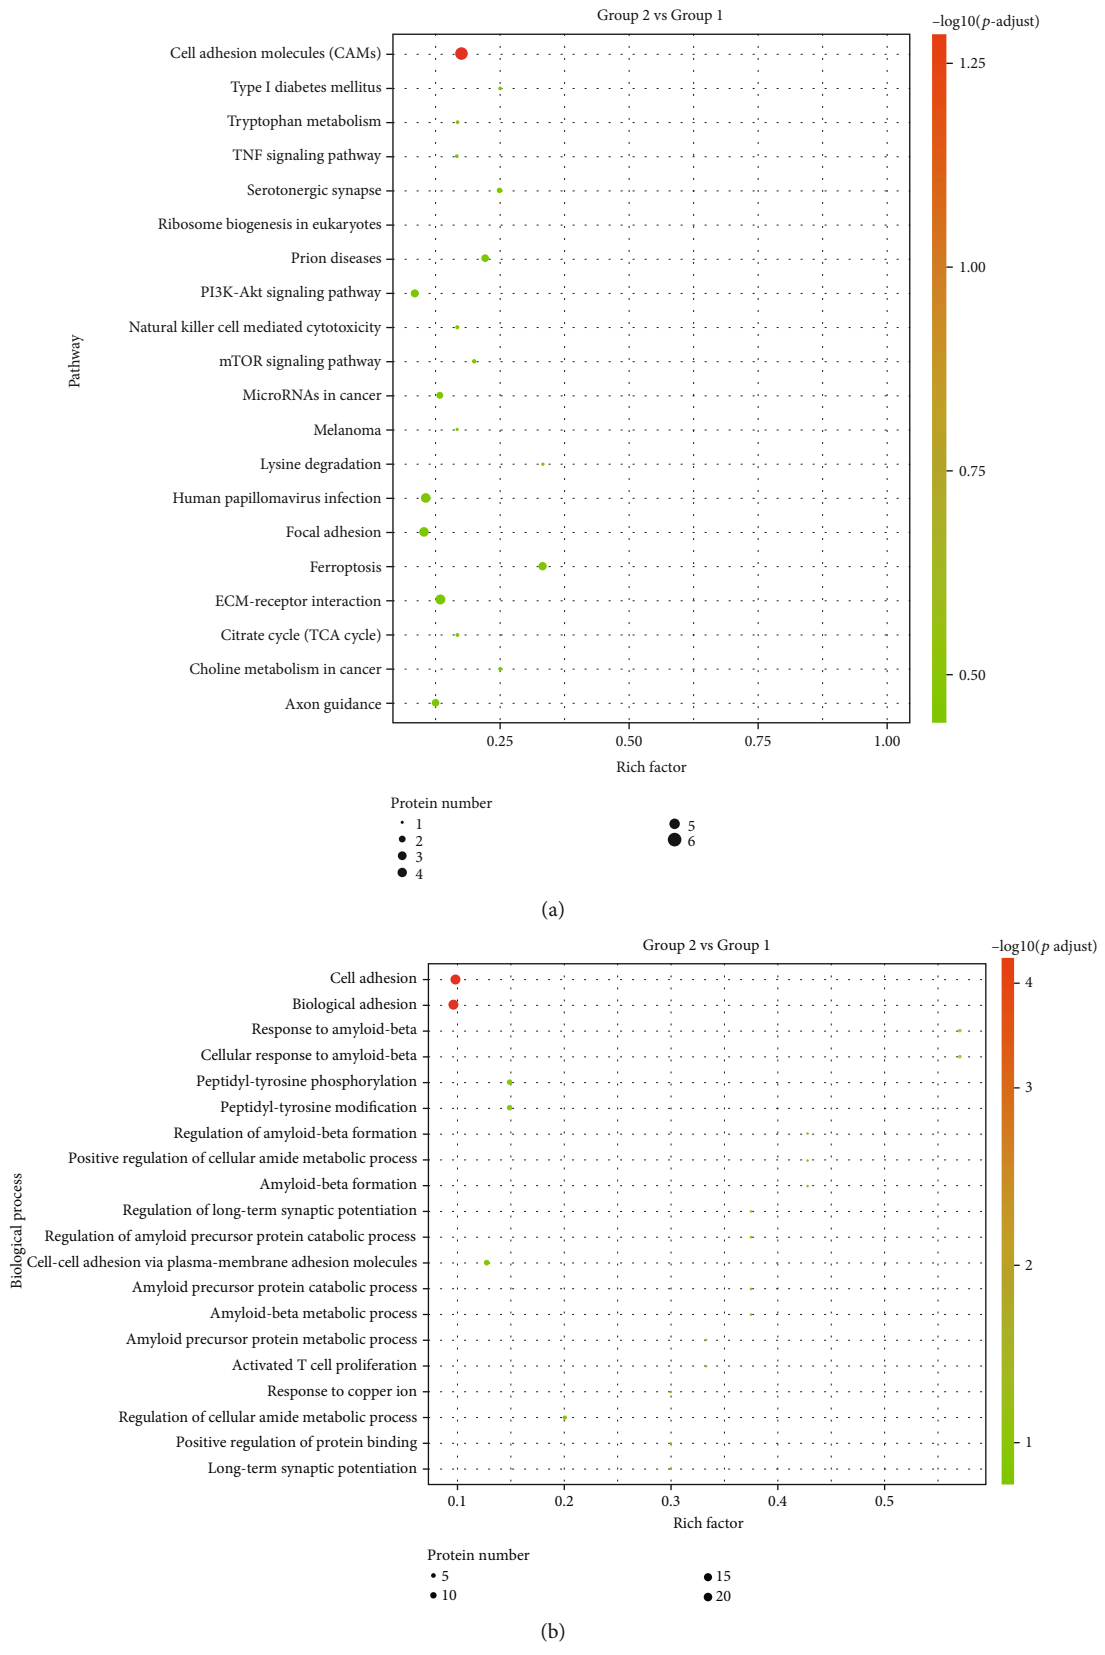 Group 2 vs Group 1
–log10(p-adjust)
Cell adhesion molecules (CAMs)
Type I diabetes mellitus
Tryptophan metabolism
TNF signaling pathway
Serotonergic synapse
Ribosome biogenesis in eukaryotes
Prion diseases
PI3K-Akt signaling pathway
Natural killer cell mediated cytotoxicity
mTOR signaling pathway
MicroRNAs in cancer
Melanoma
Lysine degradation
Human papillomavirus infection
Focal adhesion
Ferroptosis
ECM-receptor interaction
Citrate cycle (TCA cycle)
Choline metabolism in cancer
Axon guidance
Pathway
1.25
1.00
0.75
0.50
0.25 0.50 0.75 1.00
Rich factor
Protein number
1
2
3
4
5
6
(a)
Group 2 vs Group 1
–log10(p adjust)
Cell adhesion
Biological adhesion
Response to amyloid-beta
Cellular response to amyloid-beta
Peptidyl-tyrosine phosphorylation
Peptidyl-tyrosine modification
Regulation of amyloid-beta formation
Positive regulation of cellular amide metabolic process
Amyloid-beta formation
Regulation of long-term synaptic potentiation
Regulation of amyloid precursor protein catabolic process
Cell-cell adhesion via plasma-membrane adhesion molecules
Amyloid precursor protein catabolic process
Amyloid-beta metabolic process
Amyloid precursor protein metabolic process
Activated T cell proliferation
Response to copper ion
Regulation of cellular amide metabolic process
Positive regulation of protein binding
Long-term synaptic potentiation
Biological process
4
3
2
1
0.1 0.2 0.3 0.4 0.5
Rich factor
Protein number
5
10
15
20
(b)